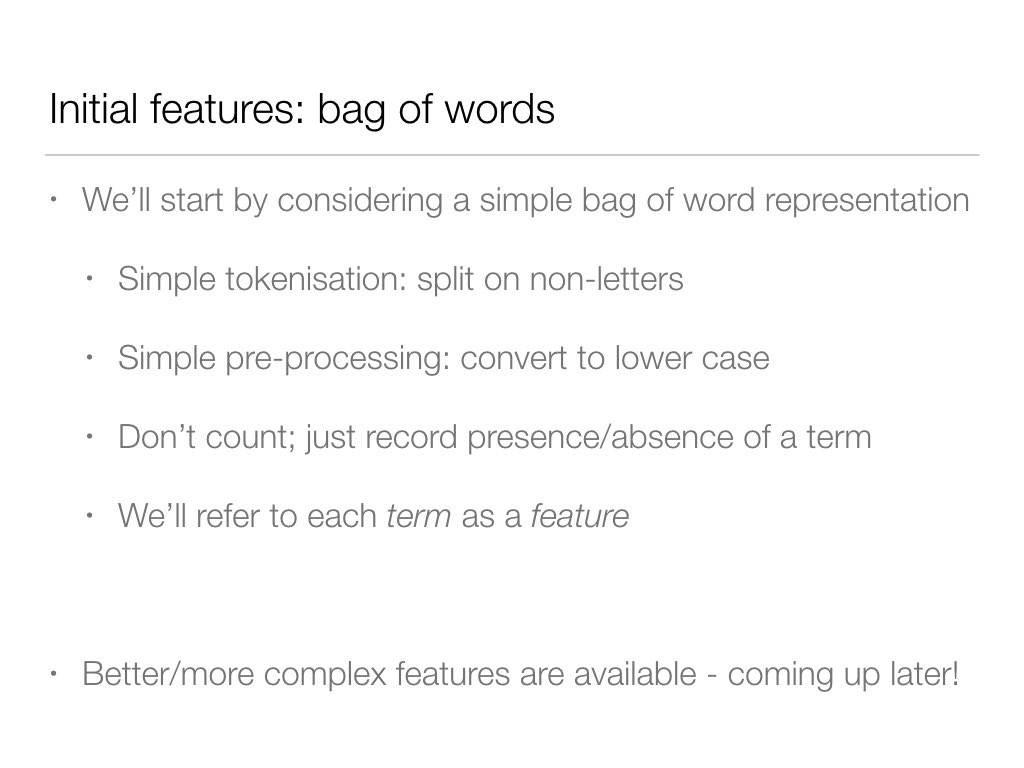 Initial features: bag of words
• We’ll start by considering a simple bag of word representation
• Simple tokenisation: split on non-letters
• Simple pre-processing: convert to lower case
• Don’t count; just record presence/absence of a term
• We’ll refer to each term as a feature
• Better/more complex features are available - coming up later!